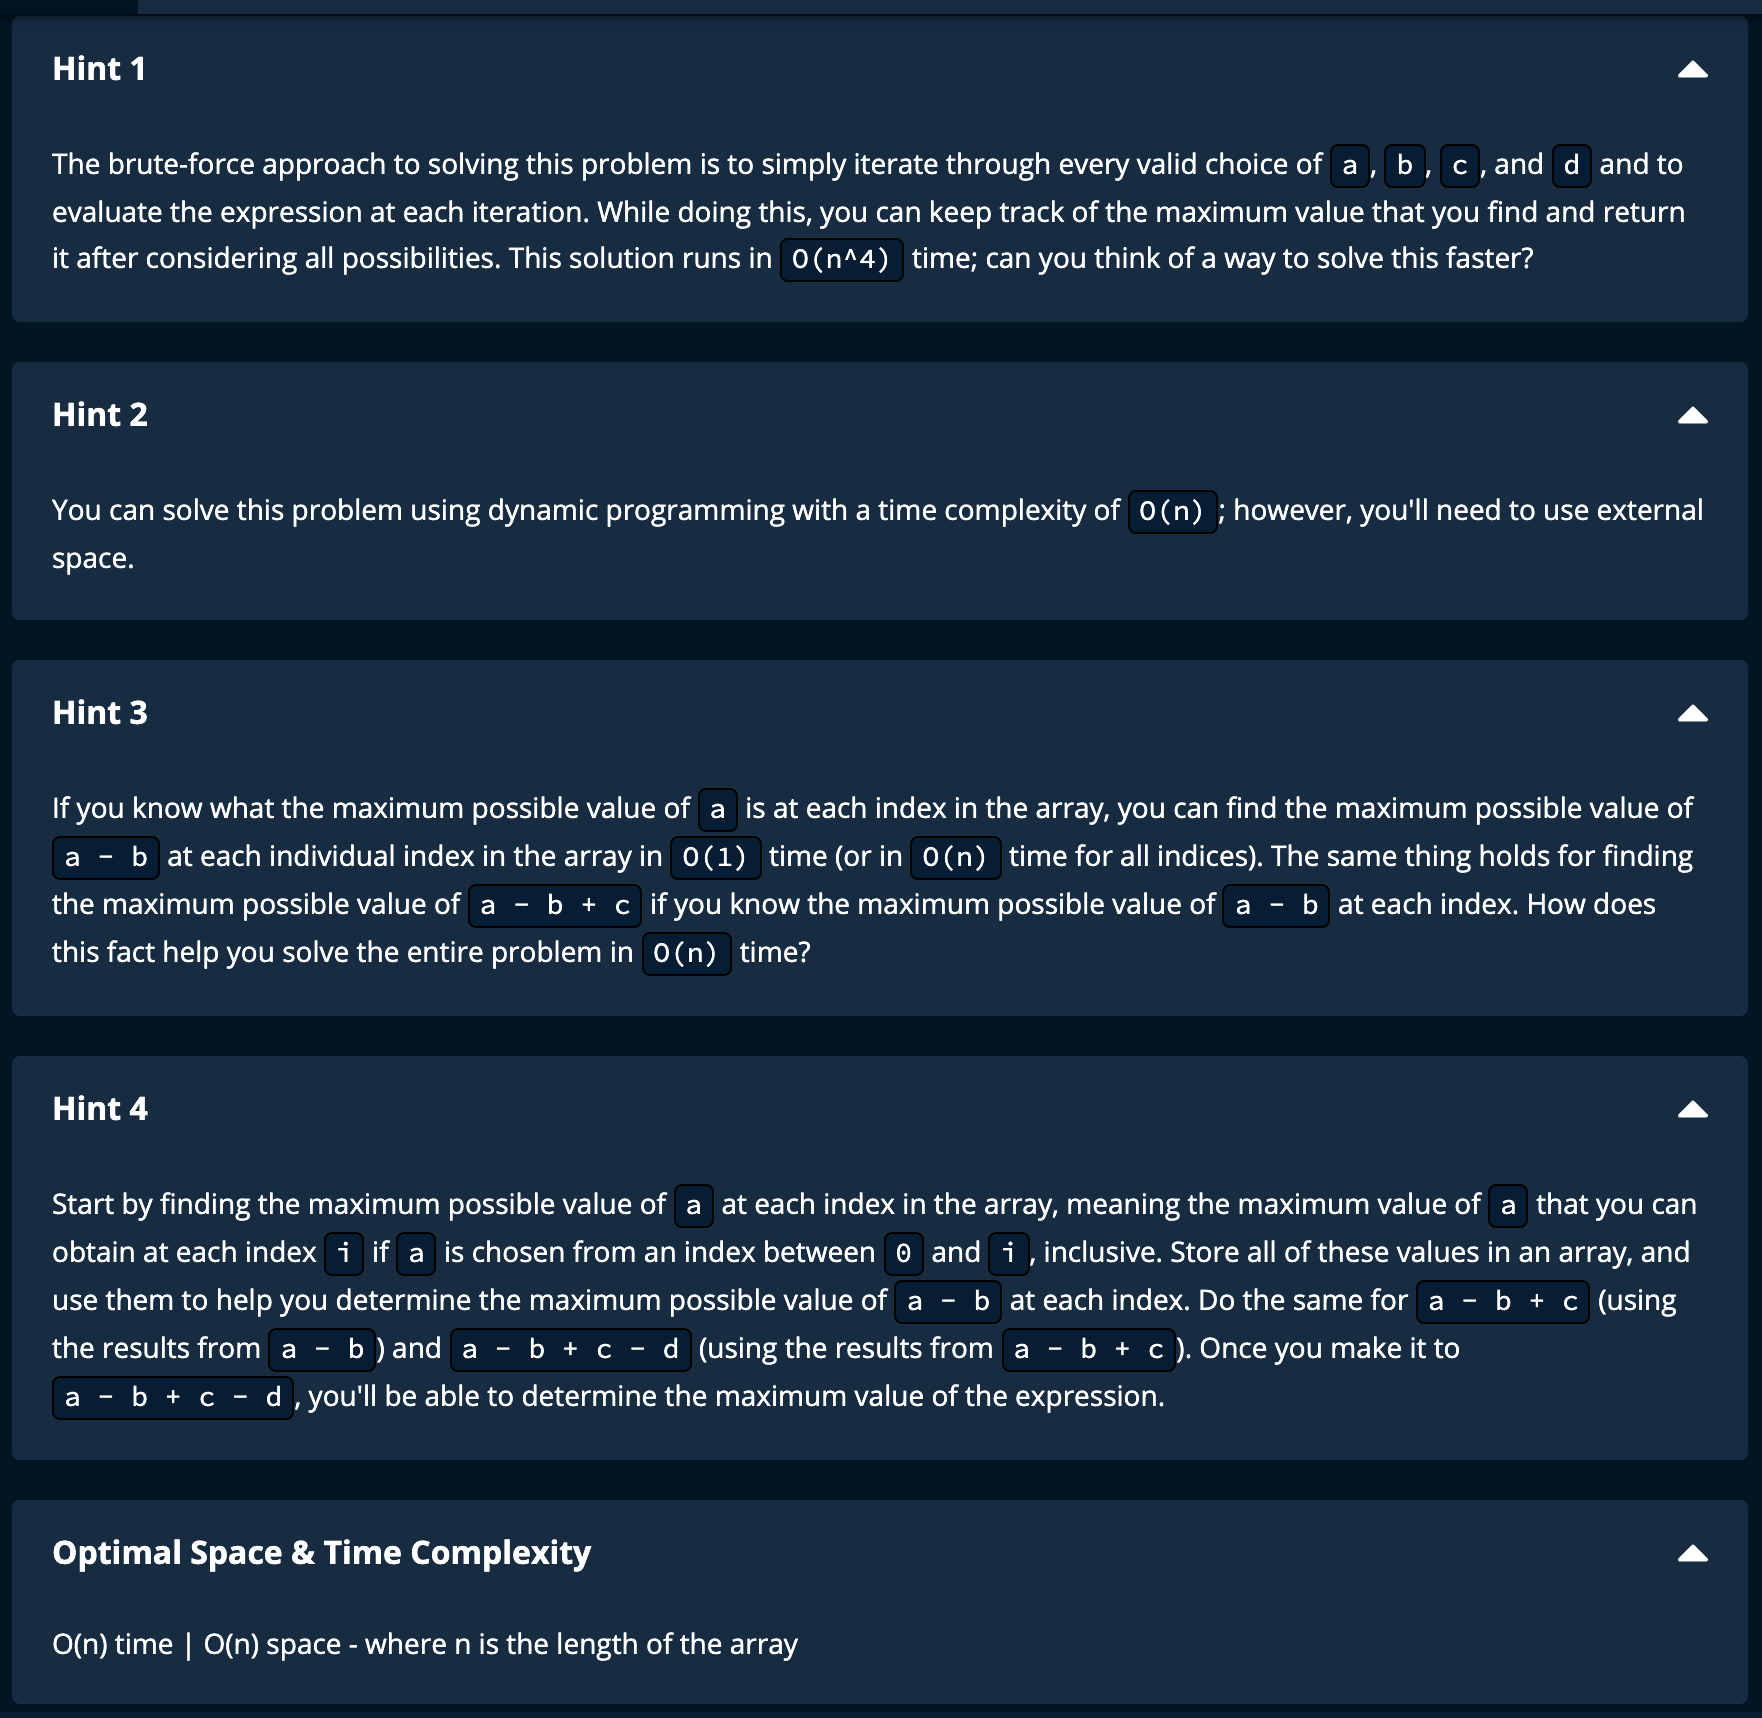 Hint 1
The brute-force approach to solving this problem is to simply iterate through every valid choice of a, b, c, and d and to
evaluate the expression at each iteration. While doing this, you can keep track of the maximum value that you find and return
it after considering all possibilities. This solution runs in O(n^4) time; can you think of a way to solve this faster?
Hint 2
You can solve this problem using dynamic programming with a time complexity of O(n); however, you'll need to use external
space.
Hint 3
If you know what the maximum possible value of a is at each index in the array, you can find the maximum possible value of
a - b at each individual index in the array in O(1) time (or in O(n) time for all indices). The same thing holds for finding
the maximum possible value of a - b + c if you know the maximum possible value of a - b at each index. How does
this fact help you solve the entire problem in O(n) time?
Hint 4
Start by finding the maximum possible value of a at each index in the array, meaning the maximum value of a that you can
obtain at each index i if a is chosen from an index between 0 and i, inclusive. Store all of these values in an array, and
use them to help you determine the maximum possible value of a - b at each index. Do the same for a - b + c (using
the results from a - b) and a - b + c - d (using the results from a - b + c). Once you make it to
a - b + c - d, you'll be able to determine the maximum value of the expression.
Optimal Space & Time Complexity
O(n) time | O(n) space - where n is the length of the array